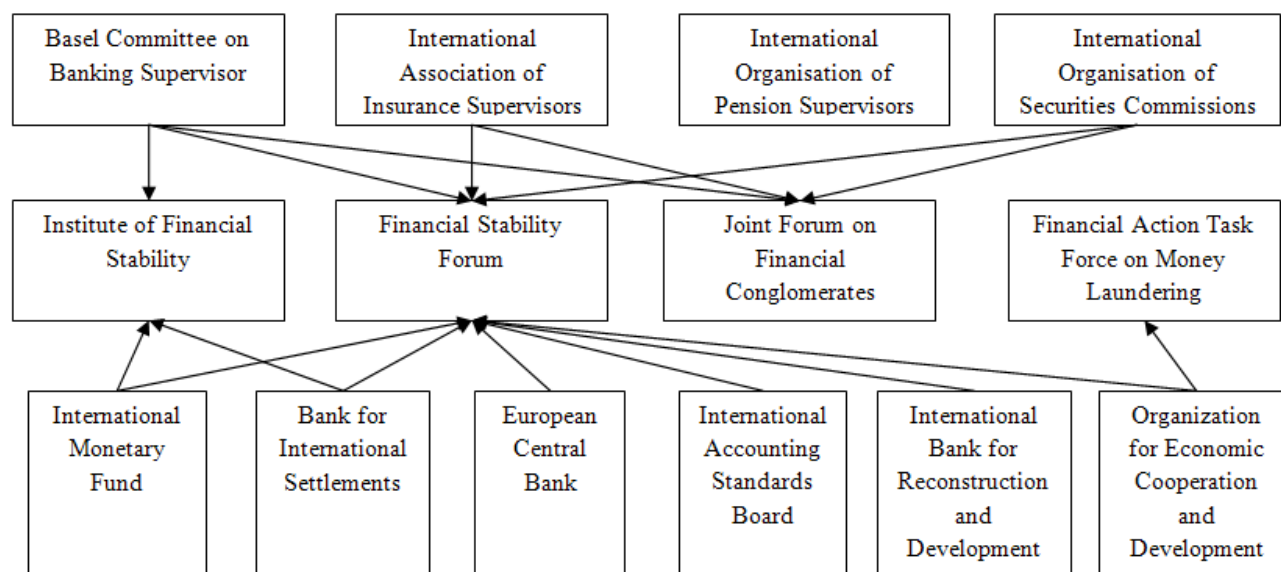 Basel Committee on
Banking Supervisor
International
Association of
Insurance Supervisors
International
Organisation of
Pension Supervisors
International
Organisation of
Securities Commissions
Institute of Financial
Stability
Financial Stability
Forum
Joint Forum on
Financial
Conglomerates
Financial Action Task
Force on Money
Laundering
International
Monetary
Fund
Bank for
International
Settlements
European
Central
Bank
International
Accounting
Standards
Board
International
Bank for
Reconstruction
and
Development
Organization
for Economic
Cooperation
and
Development